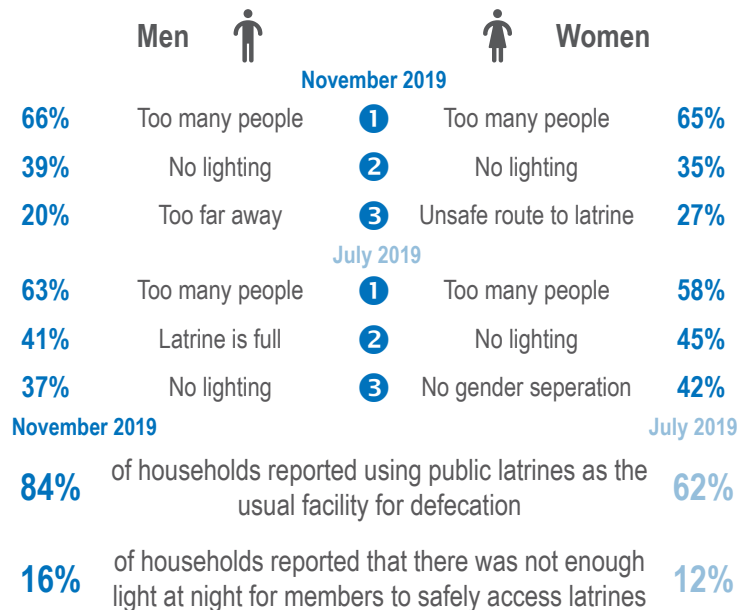 Men Women
November 2019
66% Too many people 1 Too many people 65%
39% No lighting 2 No lighting 35%
20% Too far away 3 Unsafe route to latrine 27%
July 2019
63% Too many people 1 Too many people 58%
41% Latrine is full 2 No lighting 45%
37% No lighting 3 No gender seperation 42%
November 2019 July 2019
84% of households reported using public latrines as the 62%
usual facility for defecation
16% of households reported that there was not enough 12%
light at night for members to safely access latrines